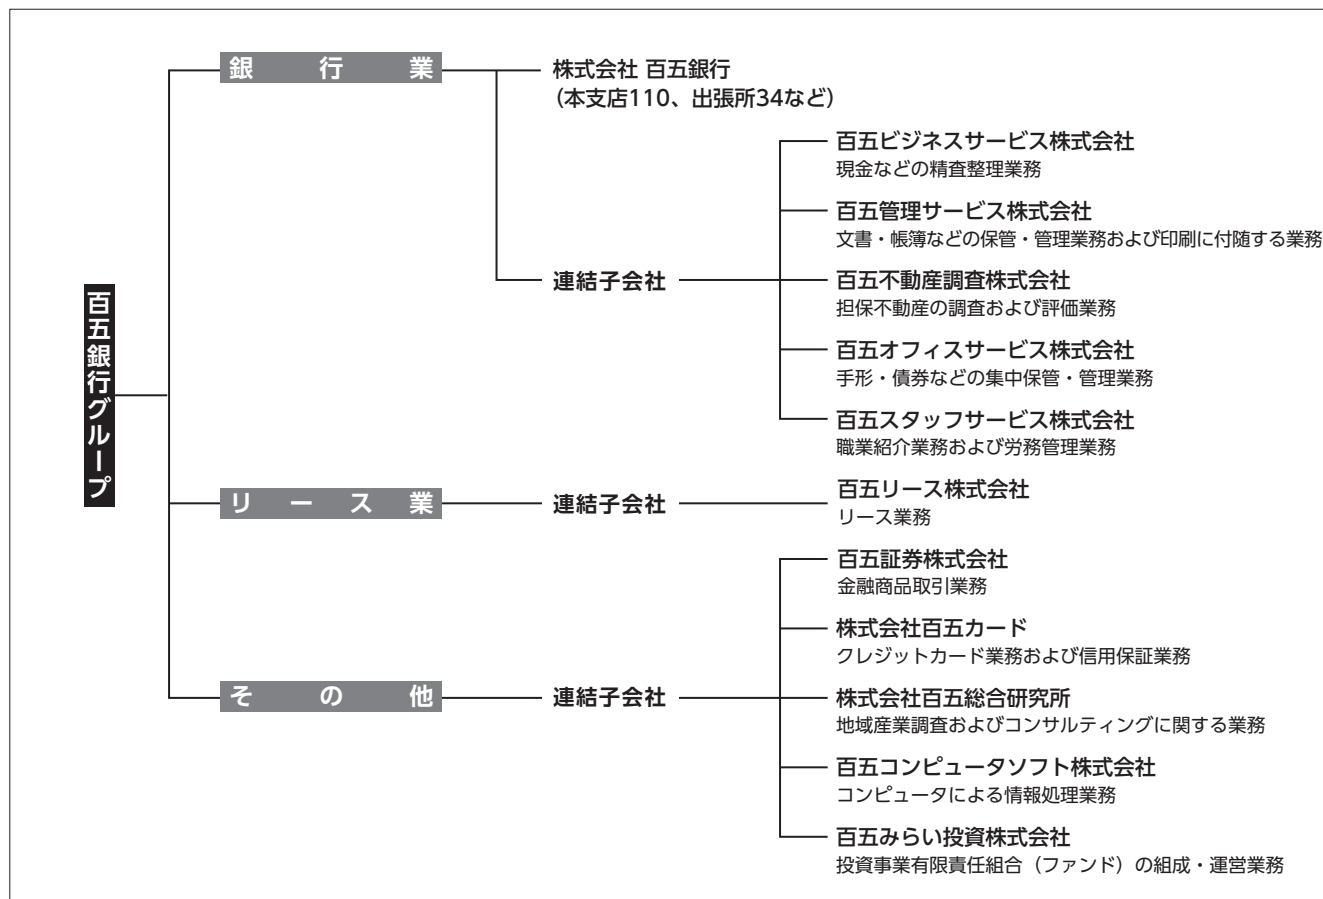 百五銀行グループ
銀行業
株式会社 百五銀行
（本支店110、出張所34など）
連結子会社
百五ビジネスサービス株式会社
現金などの精査整理業務
百五管理サービス株式会社
文書・帳簿などの保管・管理業務および印刷に付随する業務
百五不動産調査株式会社
担保不動産の調査および評価業務
百五オフィスサービス株式会社
手形・債券などの集中保管・管理業務
百五スタッフサービス株式会社
職業紹介業務および労務管理業務
リース業
連結子会社
百五リース株式会社
リース業務
その他
連結子会社
百五証券株式会社
金融商品取引業務
株式会社百五カード
クレジットカード業務および信用保証業務
株式会社百五総合研究所
地域産業調査およびコンサルティングに関する業務
百五コンピュータソフト株式会社
コンピュータによる情報処理業務
百五みらい投資株式会社
投資事業有限責任組合（ファンド）の組成・運営業務